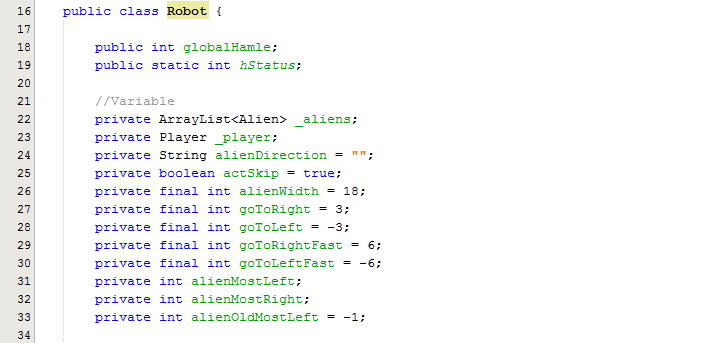 16 public class Robot {
17
18 public int globalHamle;
19 public static int hStatus;
20
21 //Variable
22 private ArrayList<Alien> _aliens;
23 private Player _player;
24 private String alienDirection = "";
25 private boolean actSkip = true;
26 private final int alienWidth = 18;
27 private final int goToRight = 3;
28 private final int goToLeft = -3;
29 private final int goToRightFast = 6;
30 private final int goToLeftFast = -6;
31 private int alienMostLeft;
32 private int alienMostRight;
33 private int alienOldMostLeft = -1;
34